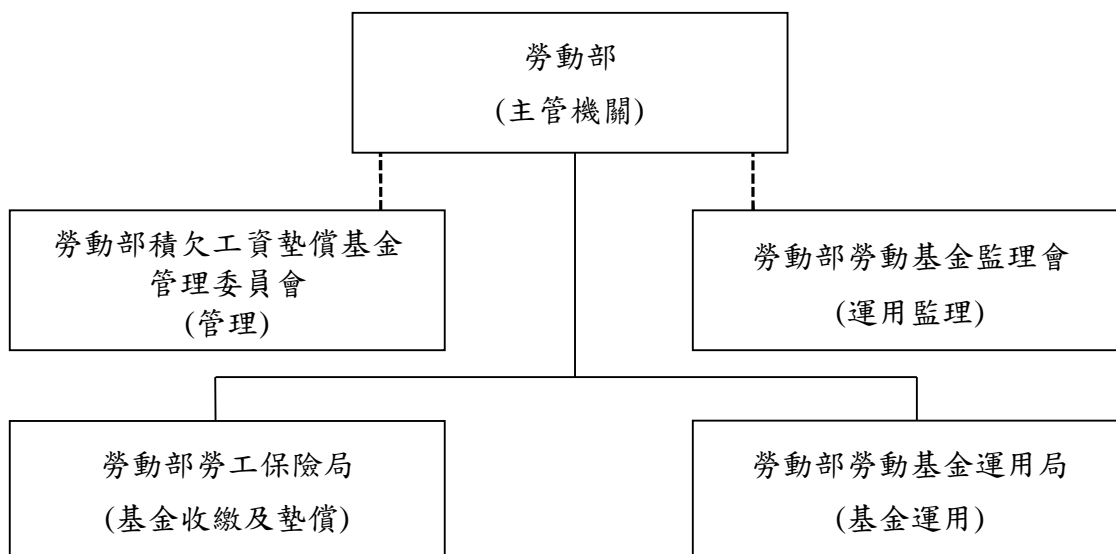 勞動部
(主管機關)
勞動部積欠工資墊償基金
管理委員會
(管理)
勞動部勞動基金監理會
(運用監理)
勞動部勞工保險局
(基金收繳及墊償)
勞動部勞動基金運用局
(基金運用)